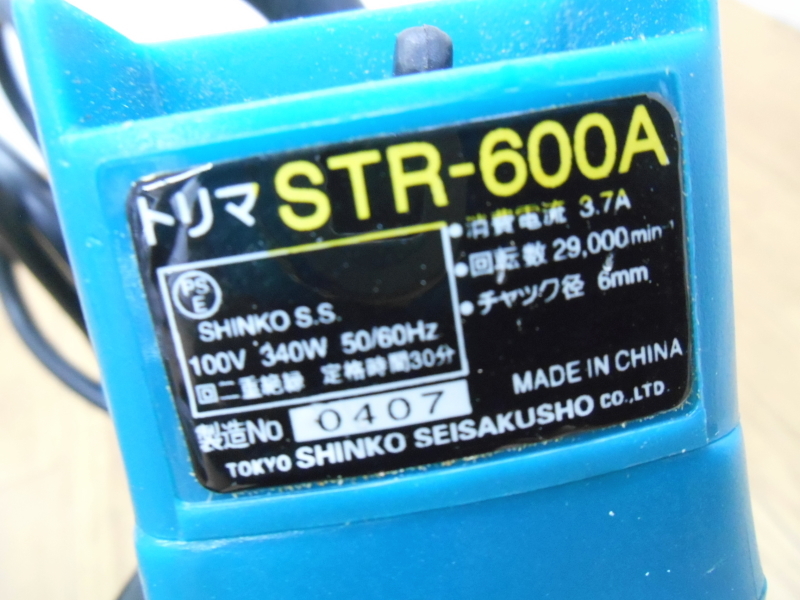 トリマ STR-600A
PS
E
SHINKO S.S.
100V 340W 50/60Hz
回二重絶縁 定格時間30分
•消費電流 3.7A
•回転数 29,000min⁻¹
•チャック径 6mm
MADE IN CHINA
製造No 0407
TOKYO SHINKO SEISAKUSHO CO.,LTD.